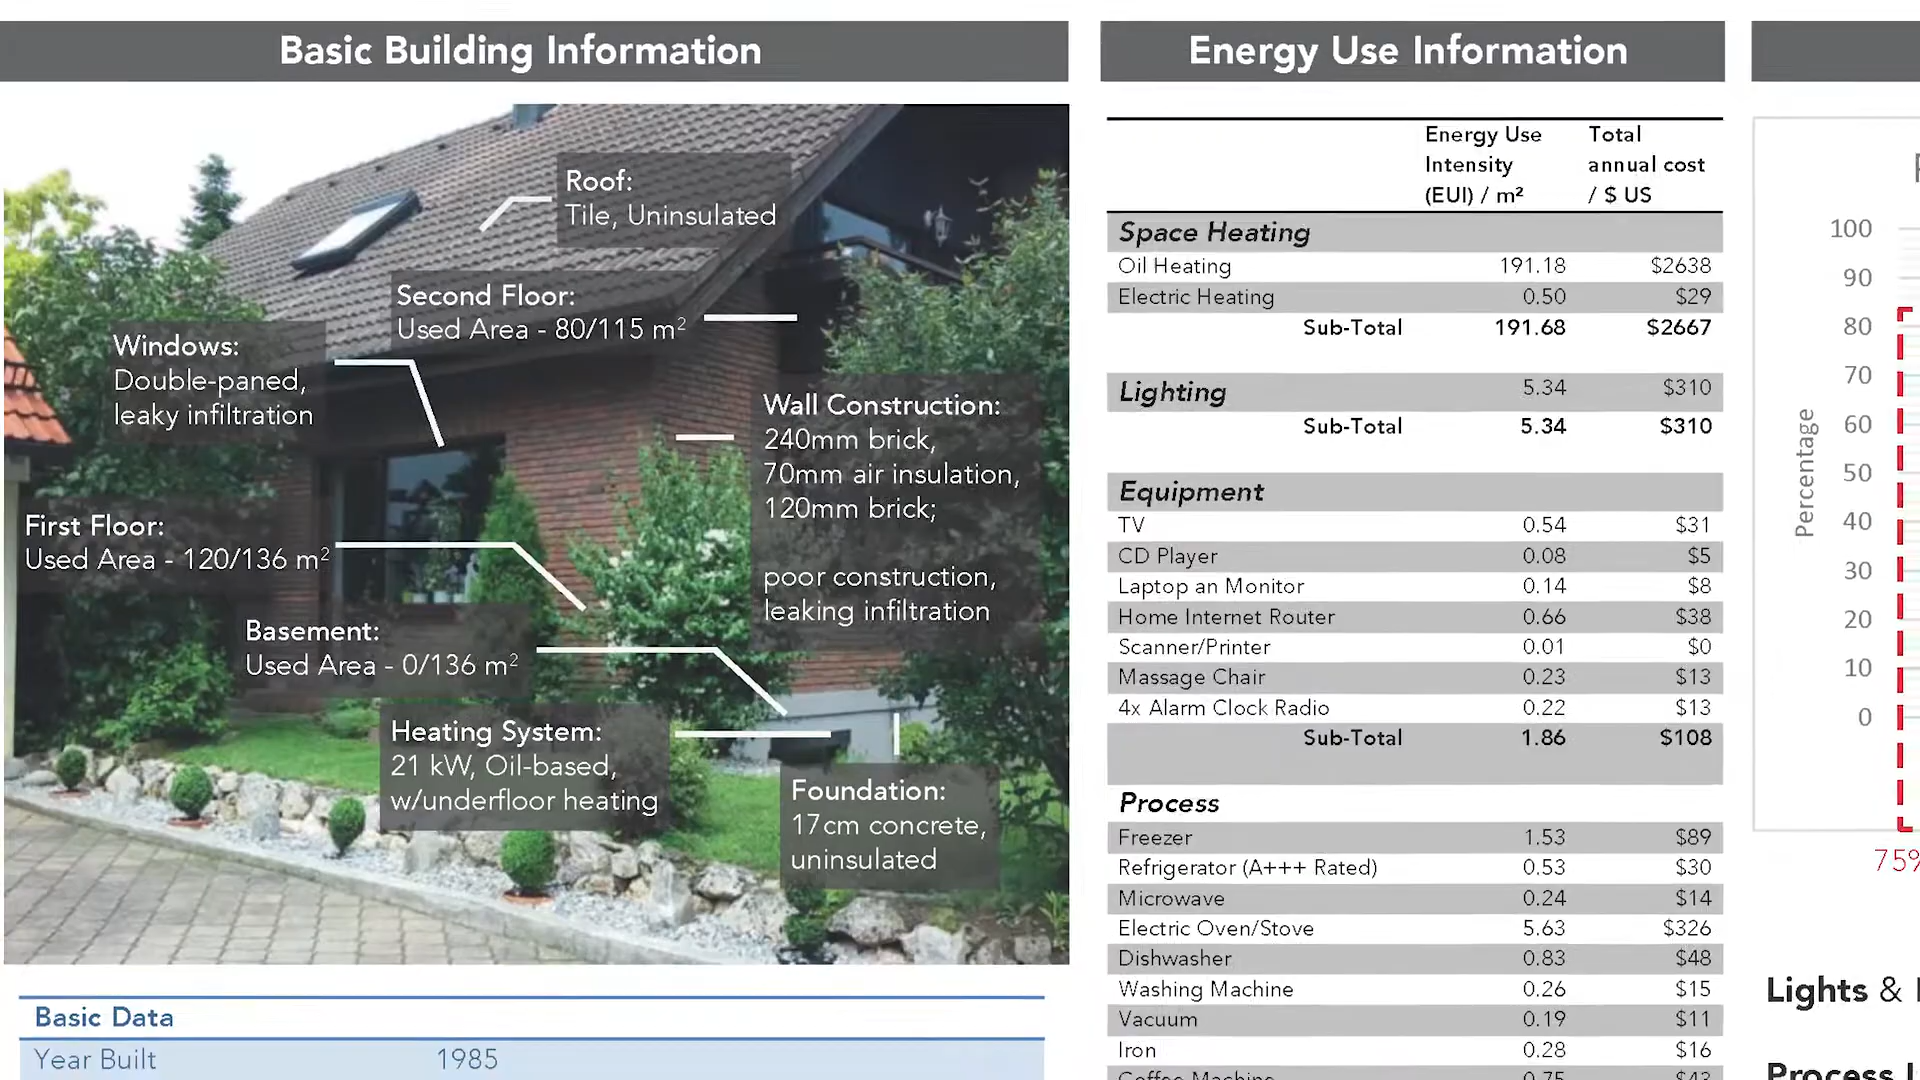 Basic Building Information
Roof:
Tile, Uninsulated
Second Floor:
Used Area - 80/115 m²
Windows:
Double-paned,
leaky infiltration
Wall Construction:
240mm brick,
70mm air insulation,
120mm brick;
poor construction,
leaking infiltration
First Floor:
Used Area - 120/136 m²
Basement:
Used Area - 0/136 m²
Heating System:
21 kW, Oil-based,
w/underfloor heating
Foundation:
17cm concrete,
uninsulated
Basic Data
Year Built 1985
Energy Use Information
Energy Use Total
Intensity annual cost
(EUI) / m² / $ US
Space Heating
Oil Heating 191.18 $2638
Electric Heating 0.50 $29
Sub-Total 191.68 $2667
Lighting 5.34 $310
Sub-Total 5.34 $310
Equipment
TV 0.54 $31
CD Player 0.08 $5
Laptop an Monitor 0.14 $8
Home Internet Router 0.66 $38
Scanner/Printer 0.01 $0
Massage Chair 0.23 $13
4x Alarm Clock Radio 0.22 $13
Sub-Total 1.86 $108
Process
Freezer 1.53 $89
Refrigerator (A+++ Rated) 0.53 $30
Microwave 0.24 $14
Electric Oven/Stove 5.63 $326
Dishwasher 0.83 $48
Washing Machine 0.26 $15
Vacuum 0.19 $11
Iron 0.28 $16
Coffee Machine 0.75 $43
100
90
80
70
60
50
40
30
20
10
0
Percentage
75%
Lights &
Process